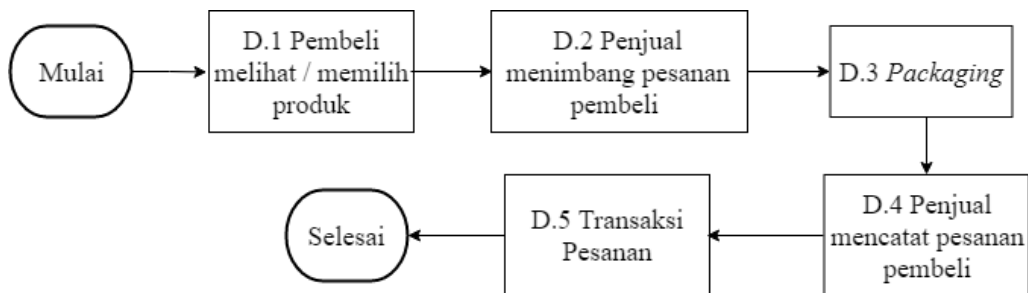 Mulai
D.1 Pembeli
melihat / memilih
produk
D.2 Penjual
menimbang pesanan
pembeli
D.3 Packaging
D.4 Penjual
mencatat pesanan
pembeli
D.5 Transaksi
Pesanan
Selesai